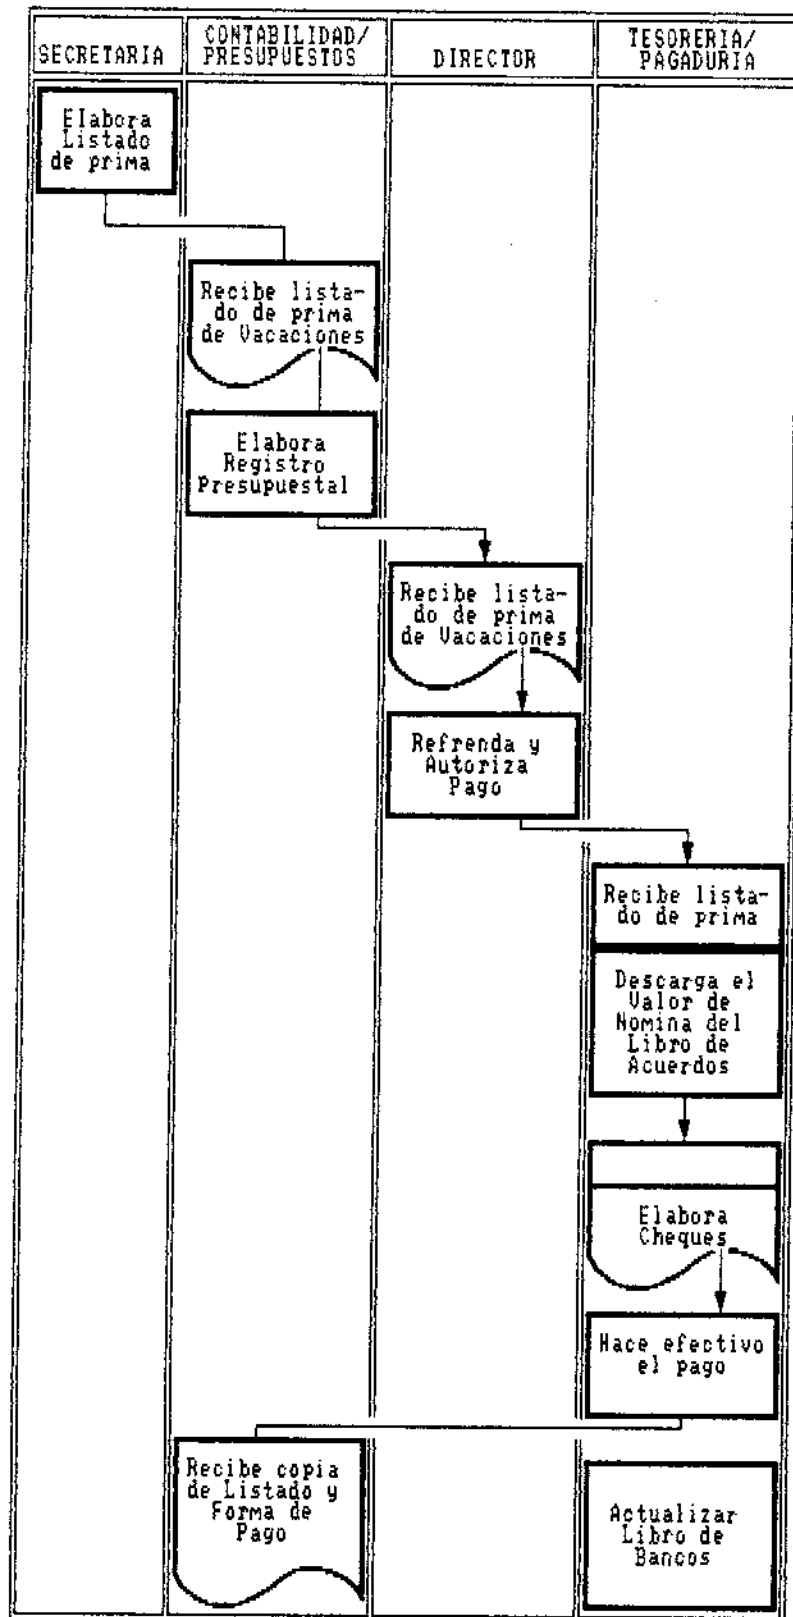 SECRETARIA
CONTABILIDAD/
PRESUPUESTOS
DIRECTOR
TESORERIA/
PAGADURIA
Elabora
Listado
de prima
Recibe lista-
do de prima
de Vacaciones
Elabora
Registro
Presupuestal
Recibe lista-
do de prima
de Vacaciones
Refrenda y
Autoriza
Pago
Recibe lista-
do de prima
Descarga el
Valor de
Nomina del
Libro de
Acuerdos
Elabora
Cheques
Hace efectivo
el pago
Recibe copia
de Listado y
Forma de
Pago
Actualizar
Libro de
Bancos